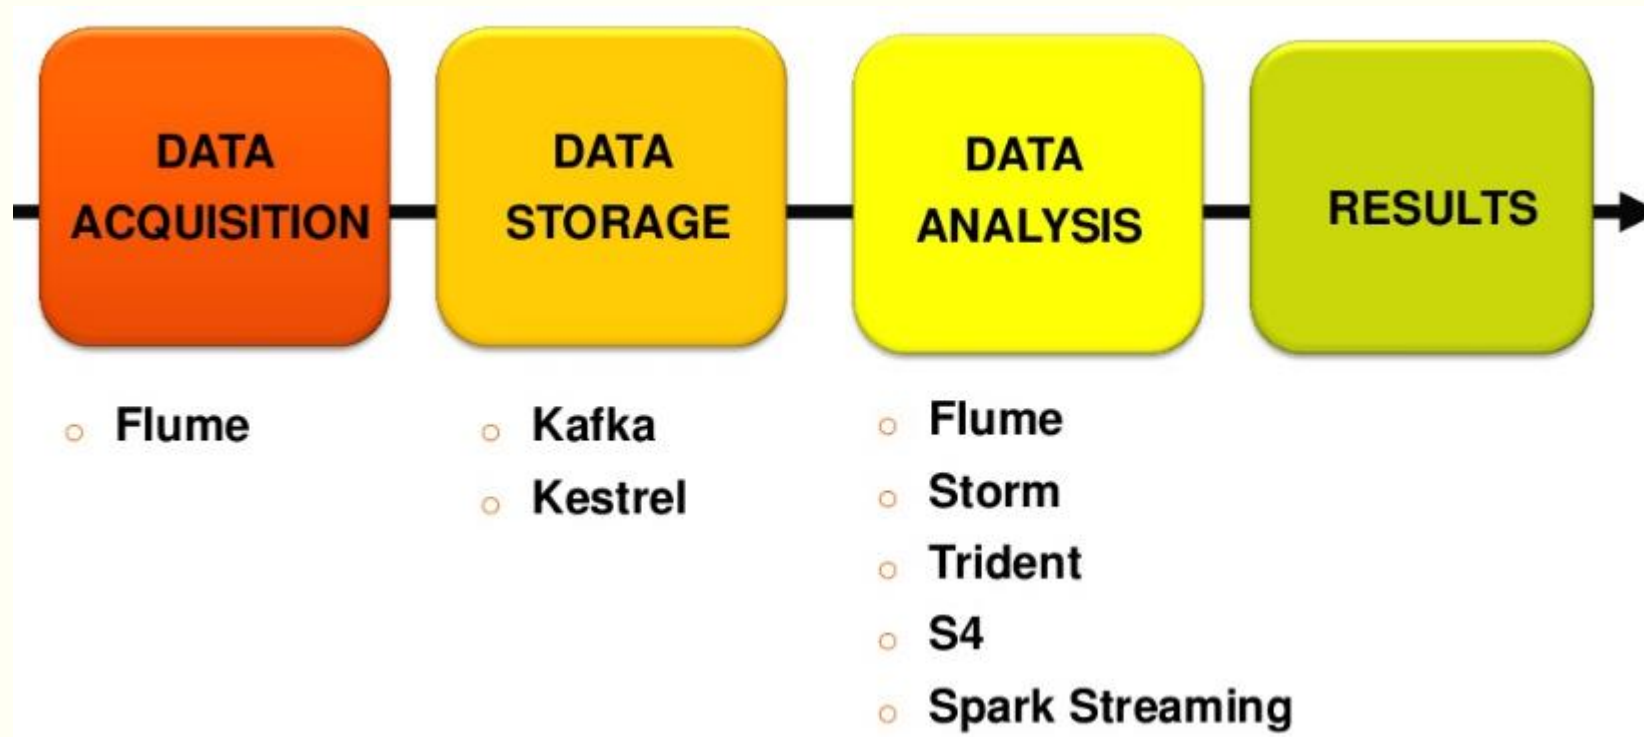 DATA
ACQUISITION
DATA
STORAGE
DATA
ANALYSIS
RESULTS
Flume
Kafka
Kestrel
Flume
Storm
Trident
S4
Spark Streaming